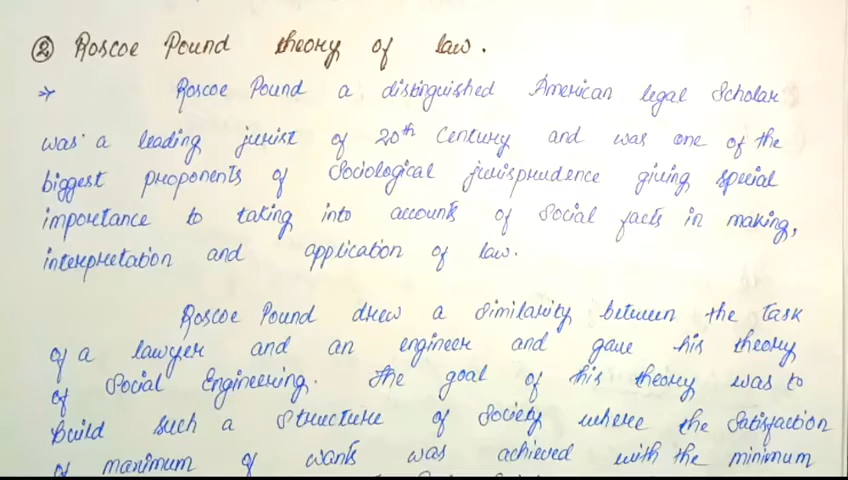 ② Roscoe Pound theory of law.
→ Roscoe Pound a distinguished American legal Scholar
was a leading jurist of 20th Century and was one of the
biggest proponents of Sociological jurisprudence giving special
importance to taking into accounts of Social facts in making,
interpretation and application of law.
Roscoe Pound drew a similarity between the task
of a lawyer and an engineer and gave his theory
of Social Engineering. The goal of his theory was to
build such a structure of society where the satisfaction
of maximum of wants was achieved with the minimum